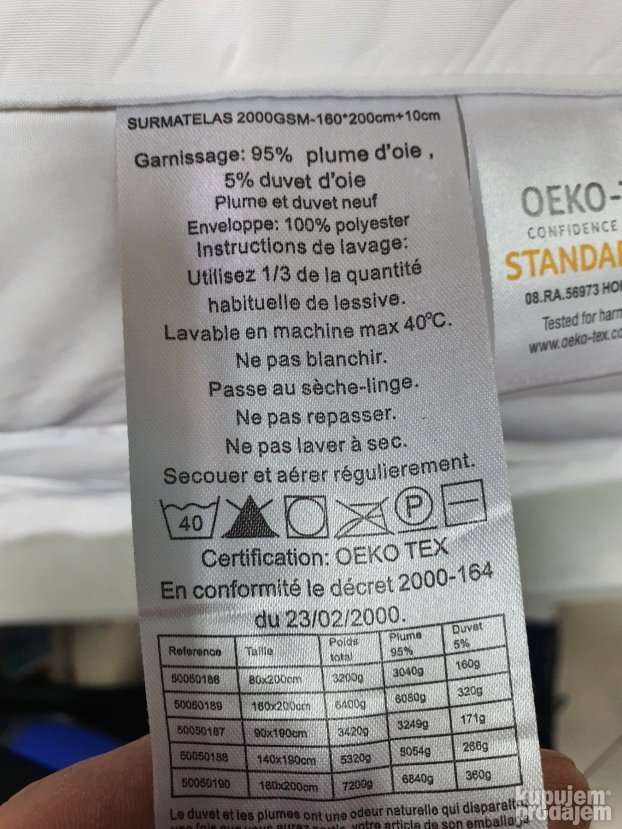 SURMATELAS 2000GSM-160*200cm+10cm
Garnissage: 95% plume d'oie ,
5% duvet d'oie
Plume et duvet neuf
Enveloppe: 100% polyester
Instructions de lavage:
Utilisez 1/3 de la quantité
habituelle de lessive.
Lavable en machine max 40°C.
Ne pas blanchir.
Passe au sèche-linge.
Ne pas repasser.
Ne pas laver à sec.
Secouer et aérer régulierement.
40 P
Certification: OEKO TEX
En conformité le décret 2000-164
du 23/02/2000.
Reference Taille Poids total Plume 95% Duvet 5%
50050186 80x200cm 3200g 3040g 160g
50050189 160x200cm 6400g 6080g 320g
50050187 90x190cm 3420g 3249g 171g
50050188 140x190cm 5320g 5054g 266g
50050190 180x200cm 7200g 6840g 360g
Le duvet et les plumes ont une odeur naturelle qui disparaît
votre article de son emballa
OEKO-
CONFIDENCE
STANDA
08.RA.56973
Tested for harm
www.oeko-tex.co
kupujem
prodajem